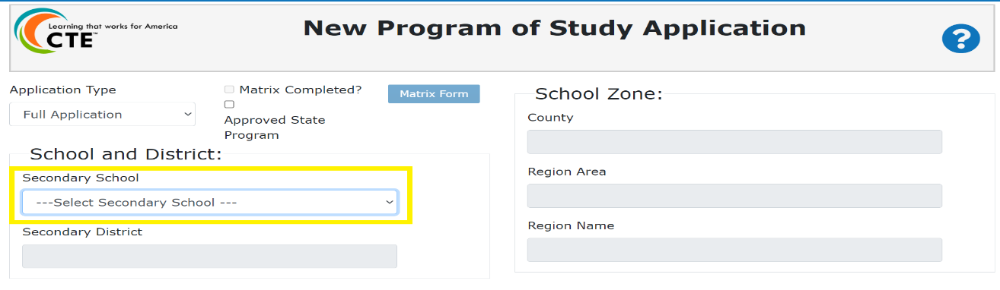 Learning that works for America
CTE™
New Program of Study Application
?
Application Type
Full Application
Matrix Completed?
Approved State
Program
Matrix Form
School and District:
Secondary School
---Select Secondary School ---
Secondary District
School Zone:
County
Region Area
Region Name